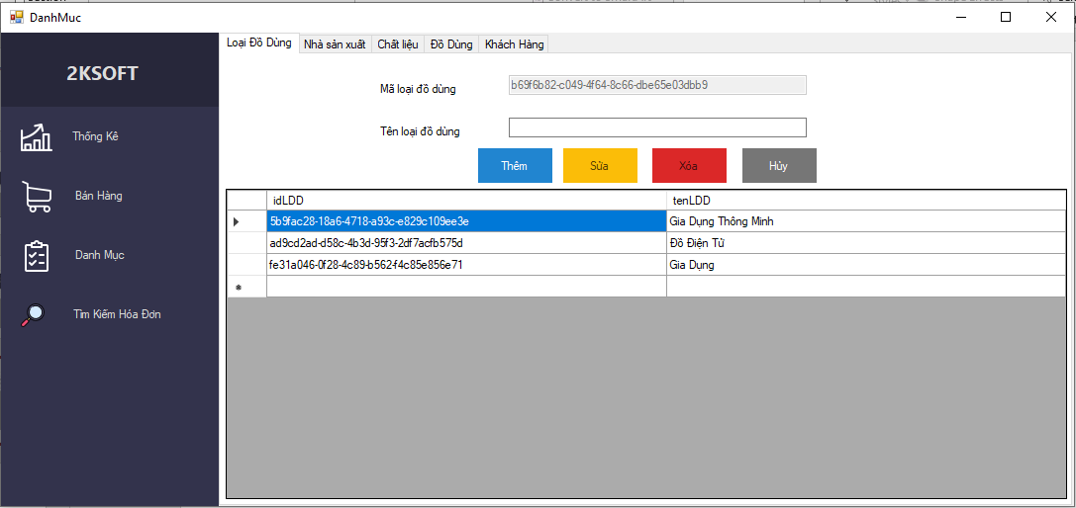 DanhMuc
2KSOFT
Thống Kê
Bán Hàng
Danh Mục
Tìm Kiếm Hóa Đơn
Loại Đồ Dùng Nhà sản xuất Chất liệu Đồ Dùng Khách Hàng
Mã loại đồ dùng b69f6b82-c049-4f64-8c66-dbe65e03dbb9
Tên loại đồ dùng
Thêm Sửa Xóa Hủy
idLDD tenLDD
5b9fac28-18a6-4718-a93c-e829c109ee3e Gia Dụng Thông Minh
ad9cd2ad-d58c-4b3d-95f3-2df7acfb575d Đồ Điện Tử
fe31a046-0f28-4c89-b562-f4c85e856e71 Gia Dụng